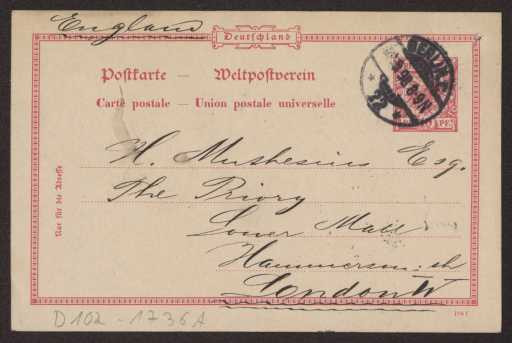 England
Deutschland
Postkarte — Weltpostverein
Carte postale — Union postale universelle
Nur für die Adresse
H. Muthesius Esq.
The Priory
Lower Mall
Hammersmith
London W
D102 - 1736A